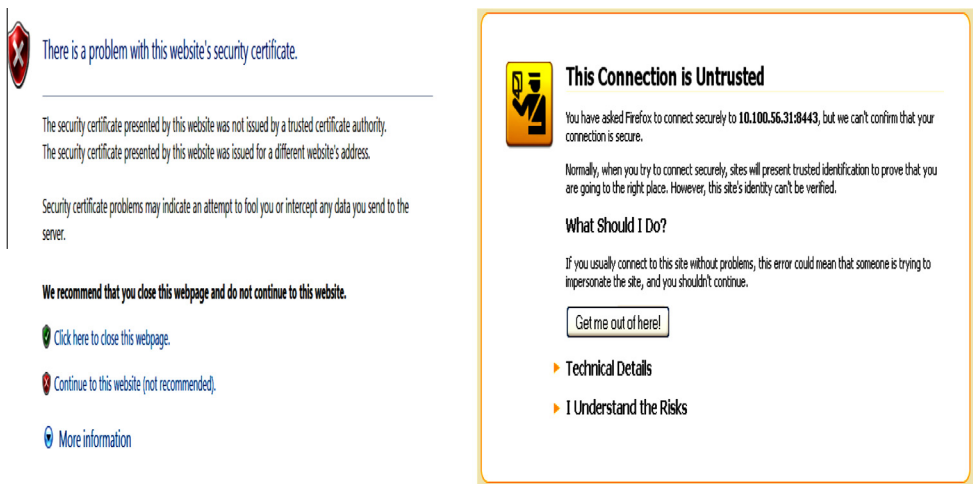 There is a problem with this website's security certificate.
The security certificate presented by this website was not issued by a trusted certificate authority.
The security certificate presented by this website was issued for a different website's address.
Security certificate problems may indicate an attempt to fool you or intercept any data you send to the
server.
We recommend that you close this webpage and do not continue to this website.
Click here to close this webpage.
Continue to this website (not recommended).
More information
This Connection is Untrusted
You have asked Firefox to connect securely to 10.100.56.31:8443, but we can't confirm that your
connection is secure.
Normally, when you try to connect securely, sites will present trusted identification to prove that you
are going to the right place. However, this site's identity can't be verified.
What Should I Do?
If you usually connect to this site without problems, this error could mean that someone is trying to
impersonate the site, and you shouldn't continue.
Get me out of here!
Technical Details
I Understand the Risks